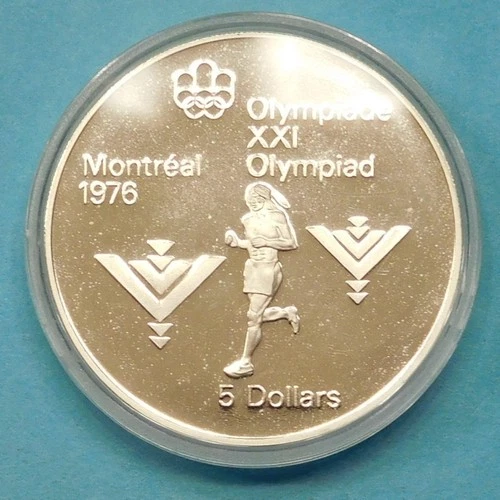 Olympiade
XXI
Olympiad
Montréal
1976
5 Dollars